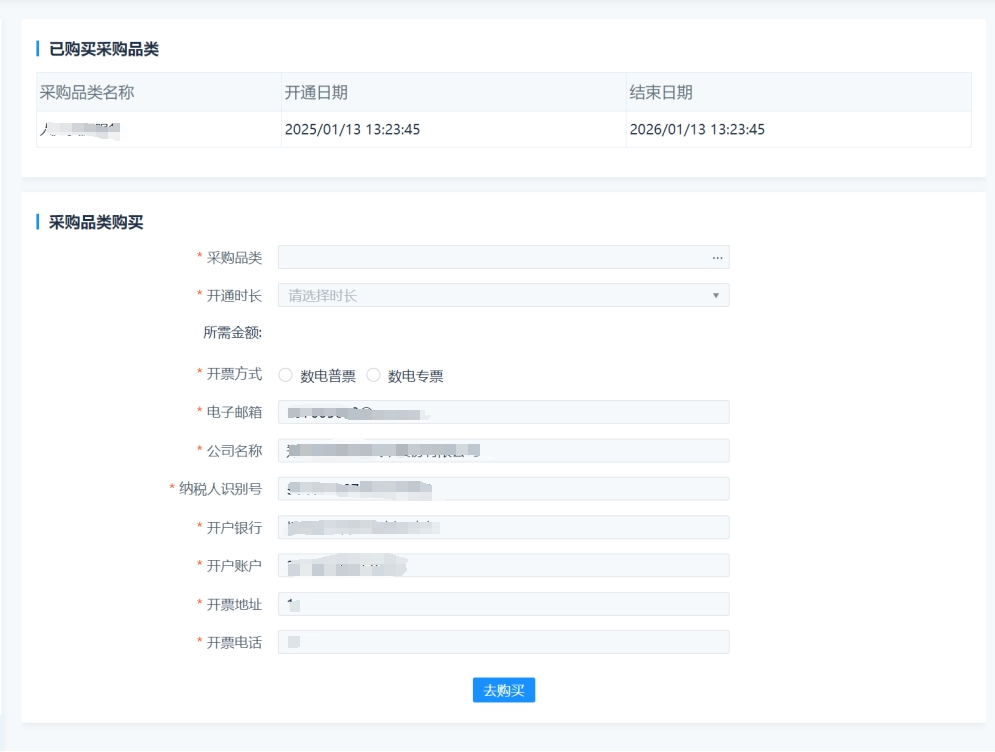 已购买采购品类
采购品类名称 开通日期 结束日期
2025/01/13 13:23:45 2026/01/13 13:23:45
采购品类购买
* 采购品类 ...
* 开通时长 请选择时长
所需金额:
* 开票方式 数电普票 数电专票
* 电子邮箱
* 公司名称
* 纳税人识别号
* 开户银行
* 开户账户
* 开票地址
* 开票电话
去购买